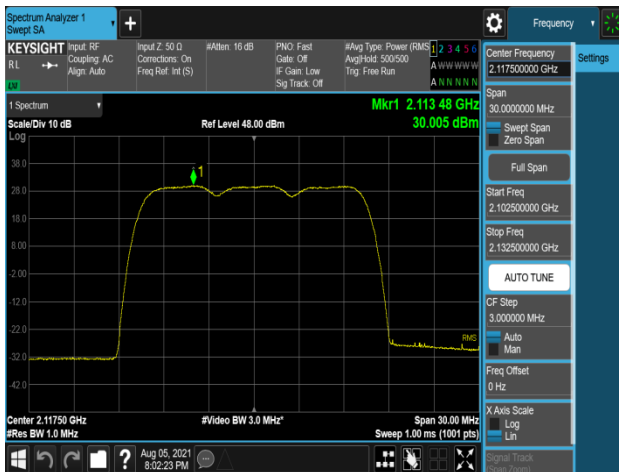 Spectrum Analyzer 1
Swept SA
Frequency
KEYSIGHT
RL
LXI
Input: RF
Coupling: AC
Align: Auto
Input Z: 50 Ω
Corrections: On
Freq Ref: Int (S)
#Atten: 16 dB
PNO: Fast
Gate: Off
IF Gain: Low
Sig Track: Off
#Avg Type: Power (RMS
Avg|Hold: 500/500
Trig: Free Run
1 2 3 4 5 6
A W W W W W
A N N N N N
Center Frequency
2.117500000 GHz
Settings
Span
30.0000000 MHz
Swept Span
Zero Span
Full Span
Start Freq
2.102500000 GHz
Stop Freq
2.132500000 GHz
AUTO TUNE
CF Step
3.000000 MHz
Auto
Man
Freq Offset
0 Hz
X Axis Scale
Log
Lin
Signal Track
(Span Zoom)
1 Spectrum
Scale/Div 10 dB
Ref Level 48.00 dBm
Mkr1 2.113 48 GHz
30.005 dBm
Log
38.0
28.0
18.0
8.00
-2.00
-12.0
-22.0
-32.0
-42.0
1
RMS
Center 2.11750 GHz
#Video BW 3.0 MHz*
Span 30.00 MHz
#Res BW 1.0 MHz
Sweep 1.00 ms (1001 pts)
?
Aug 05, 2021
8:02:23 PM